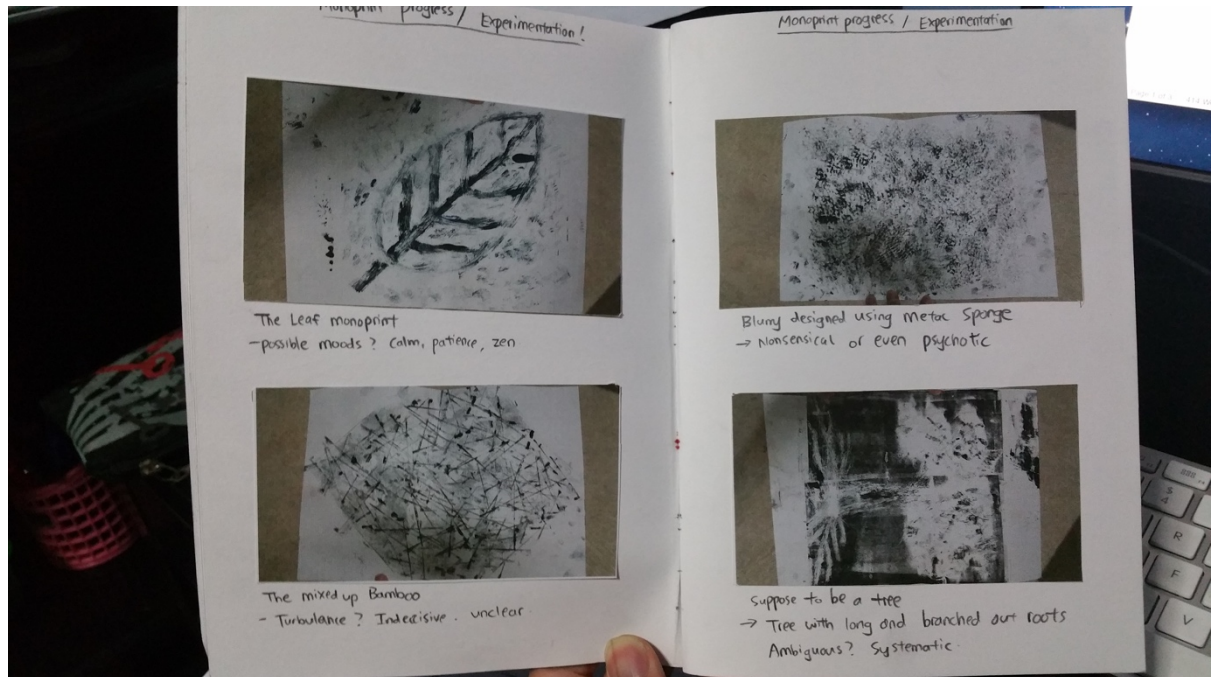 Monoprint progress / Experimentation!
The Leaf monoprint
- possible moods? Calm, patience, zen
The mixed up Bamboo
- Turbulance? Indecisive. unclear.
Monoprint progress / Experimentation
Blurry designed using metal sponge
→ Nonsensical or even psychotic
Suppose to be a tree
→ Tree with long and branched out roots
Ambiguous? Systematic.
$
4
R
F
V